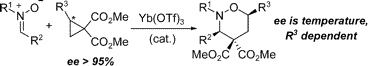 R¹ N⁺ O⁻ R² + R³ * CO₂Me CO₂Me ee > 95%
Yb(OTf)₃ (cat.)
R¹ N O R³ R² MeO₂C CO₂Me
ee is temperature, R³ dependent